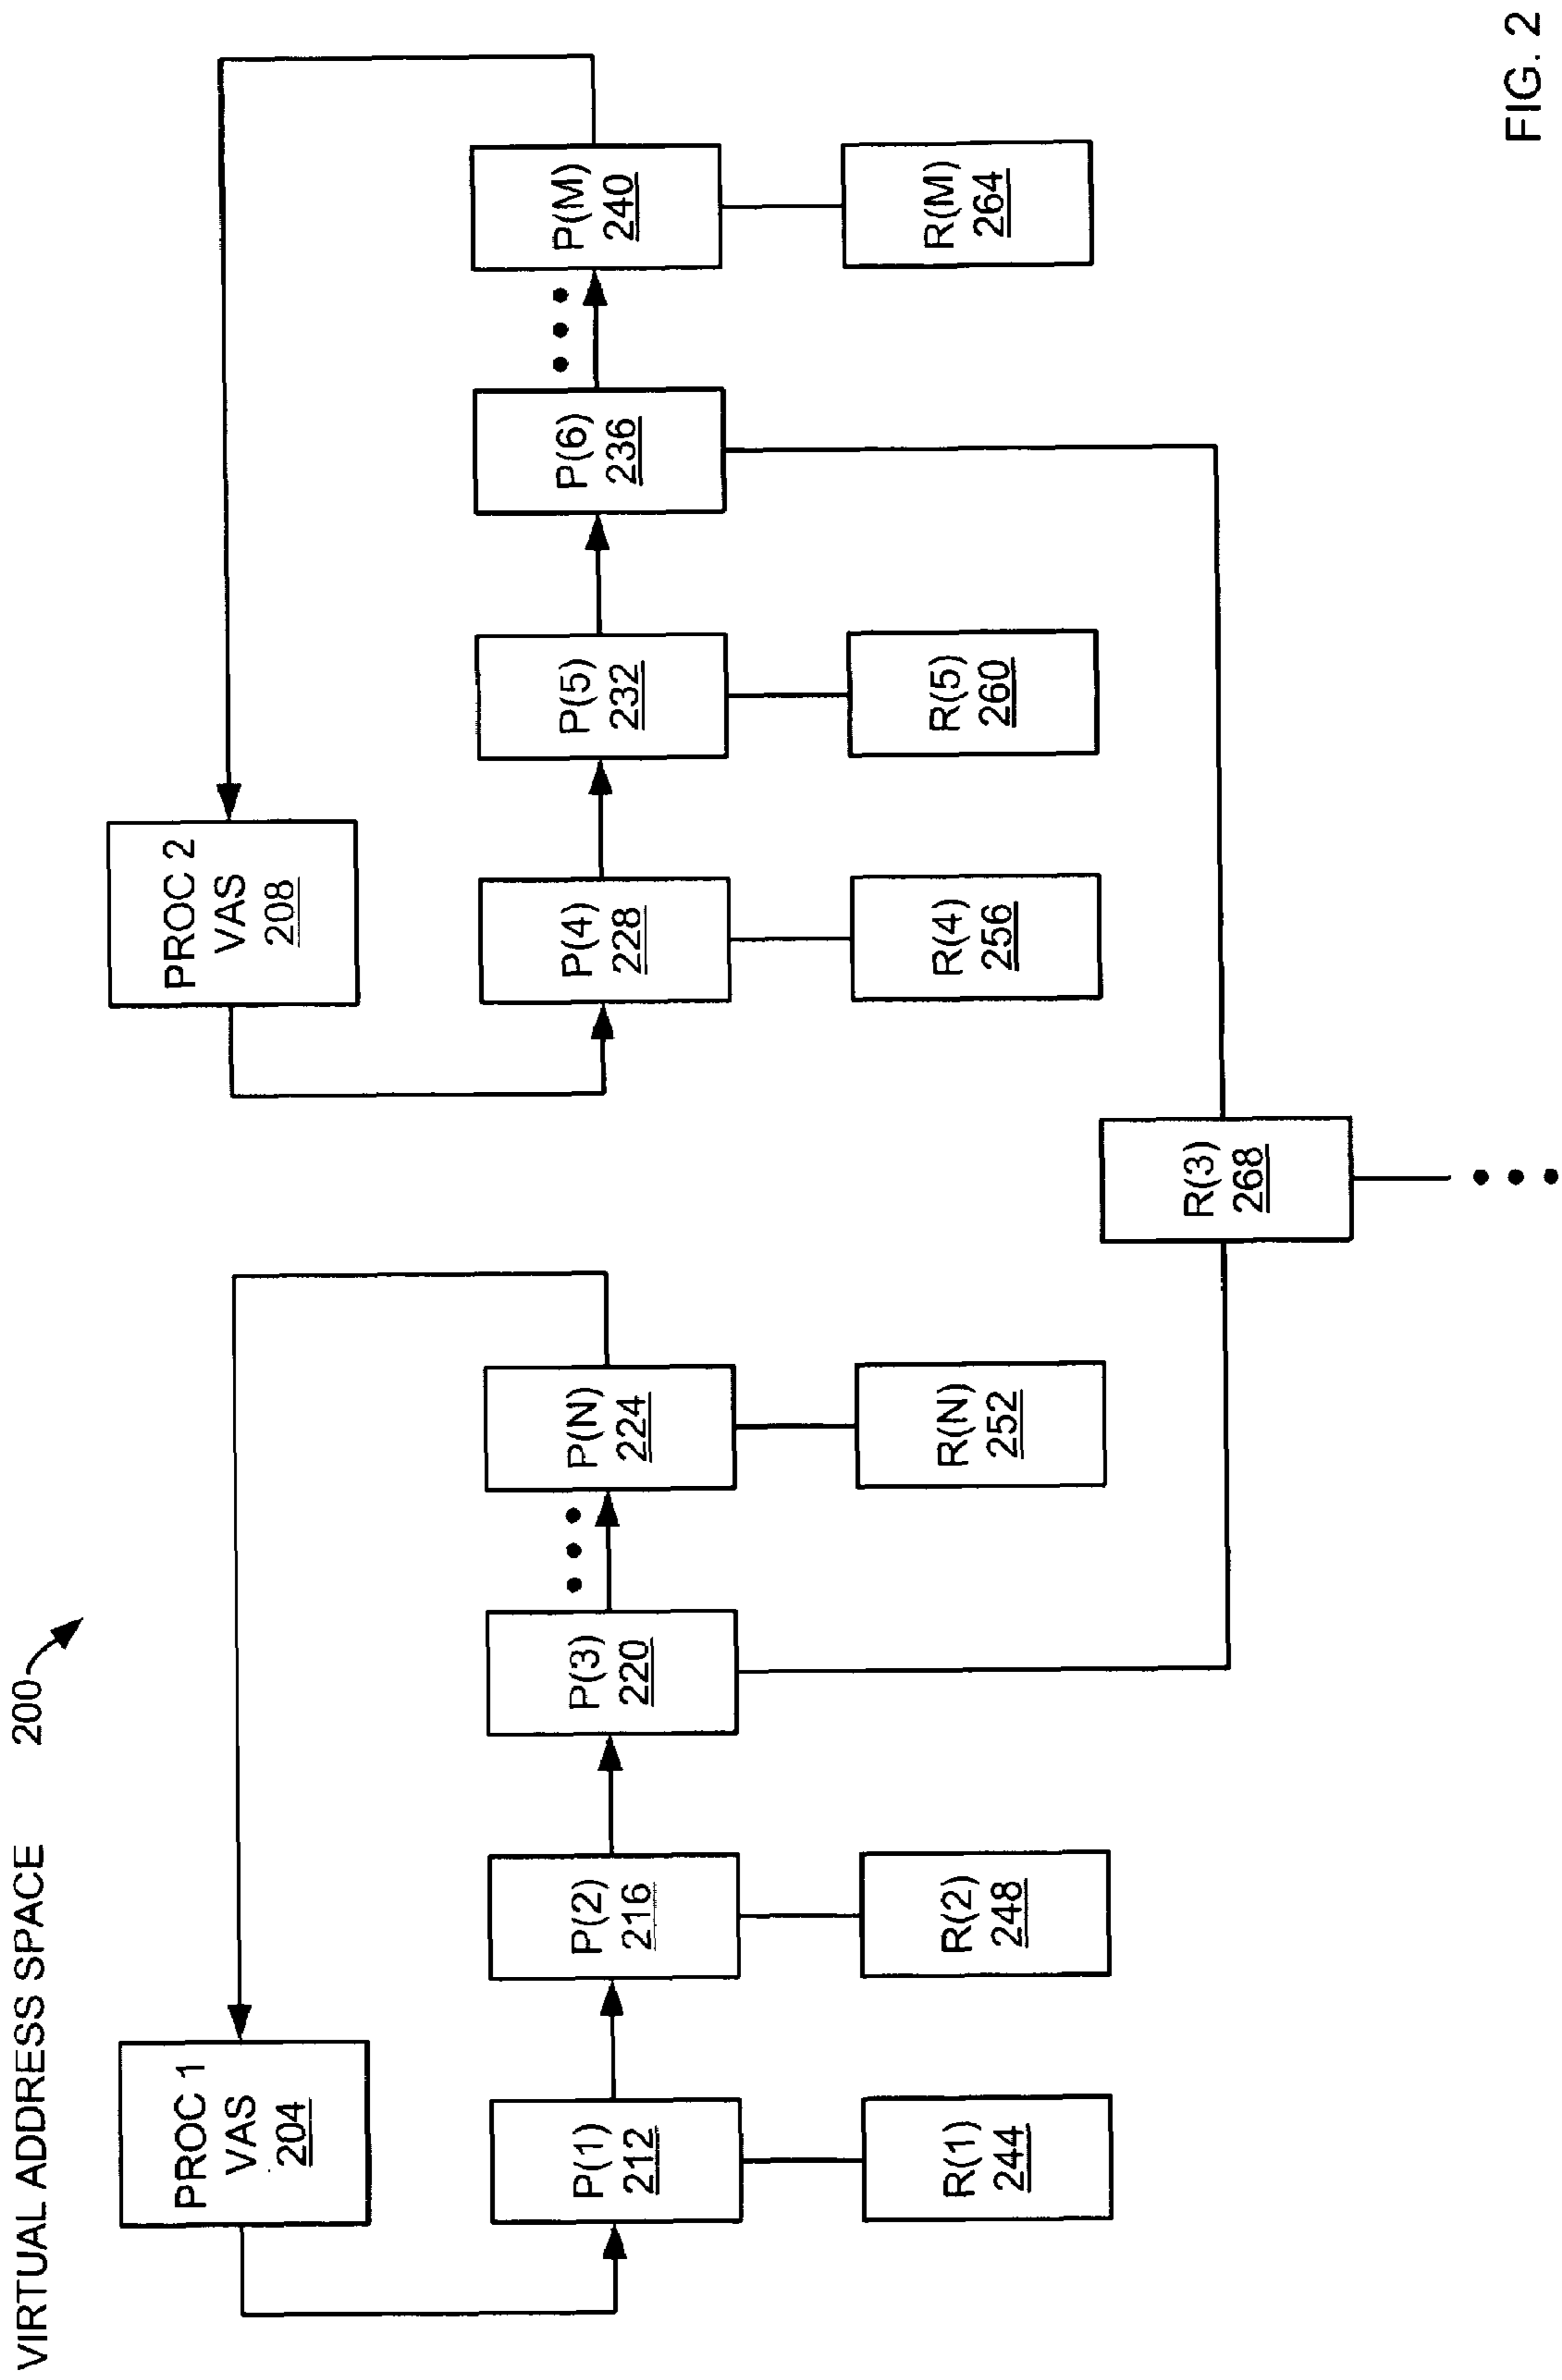 VIRTUAL ADDRESS SPACE 200
PROC 1
VAS
204
PROC 2
VAS
208
P(1)
212
P(2)
216
P(3)
220
P(N)
224
P(4)
228
P(5)
232
P(6)
236
P(M)
240
R(1)
244
R(2)
248
R(N)
252
R(4)
256
R(5)
260
R(M)
264
R(3)
268
FIG. 2